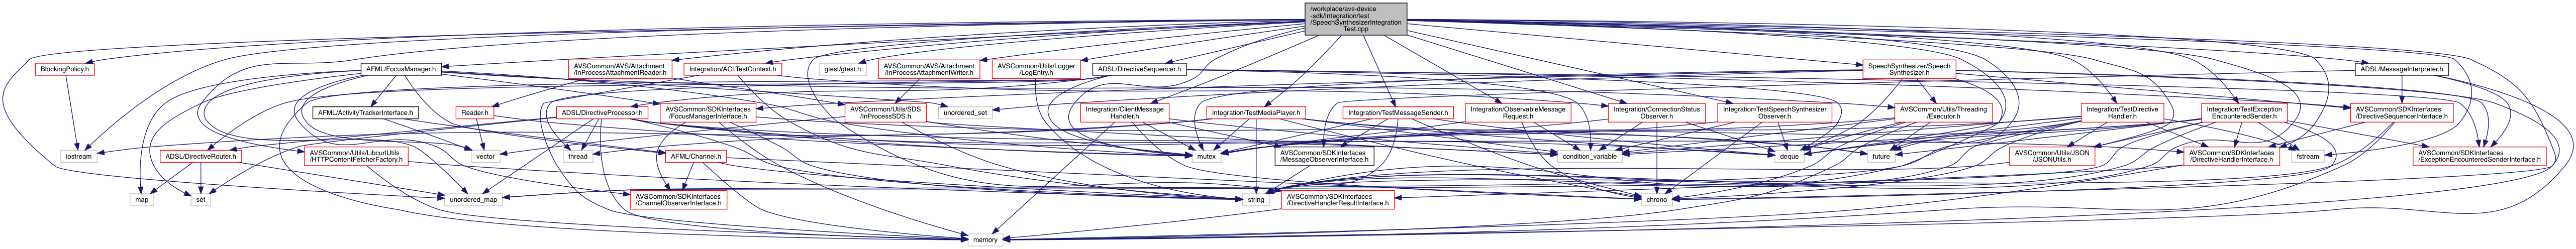 /workplace/avs-device
-sdk/Integration/test
/SpeechSynthesizerIntegration
Test.cpp
BlockingPolicy.h
AFML/FocusManager.h
AVSCommon/AVS/Attachment
/InProcessAttachmentReader.h
Integration/ACLTestContext.h
gtest/gtest.h
AVSCommon/AVS/Attachment
/InProcessAttachmentWriter.h
AVSCommon/Utils/Logger
/LogEntry.h
ADSL/DirectiveSequencer.h
SpeechSynthesizer/Speech
Synthesizer.h
ADSL/MessageInterpreter.h
AFML/ActivityTrackerInterface.h
Reader.h
ADSL/DirectiveProcessor.h
AVSCommon/SDKInterfaces
/FocusManagerInterface.h
AVSCommon/Utils/SDS
/InProcessSDS.h
unordered_set
Integration/ClientMessage
Handler.h
Integration/TestMediaPlayer.h
Integration/TestMessageSender.h
Integration/ObservableMessage
Request.h
Integration/ConnectionStatus
Observer.h
Integration/TestSpeechSynthesizer
Observer.h
AVSCommon/Utils/Threading
/Executor.h
Integration/TestDirective
Handler.h
Integration/TestException
EncounteredSender.h
AVSCommon/SDKInterfaces
/DirectiveSequencerInterface.h
iostream
ADSL/DirectiveRouter.h
AVSCommon/Utils/LibcurlUtils
/HTTPContentFetcherFactory.h
vector
thread
AFML/Channel.h
mutex
AVSCommon/SDKInterfaces
/MessageObserverInterface.h
condition_variable
deque
future
AVSCommon/Utils/JSON
/JSONUtils.h
AVSCommon/SDKInterfaces
/DirectiveHandlerInterface.h
fstream
AVSCommon/SDKInterfaces
/ExceptionEncounteredSenderInterface.h
map
set
unordered_map
AVSCommon/SDKInterfaces
/ChannelObserverInterface.h
string
AVSCommon/SDKInterfaces
/DirectiveHandlerResultInterface.h
chrono
memory